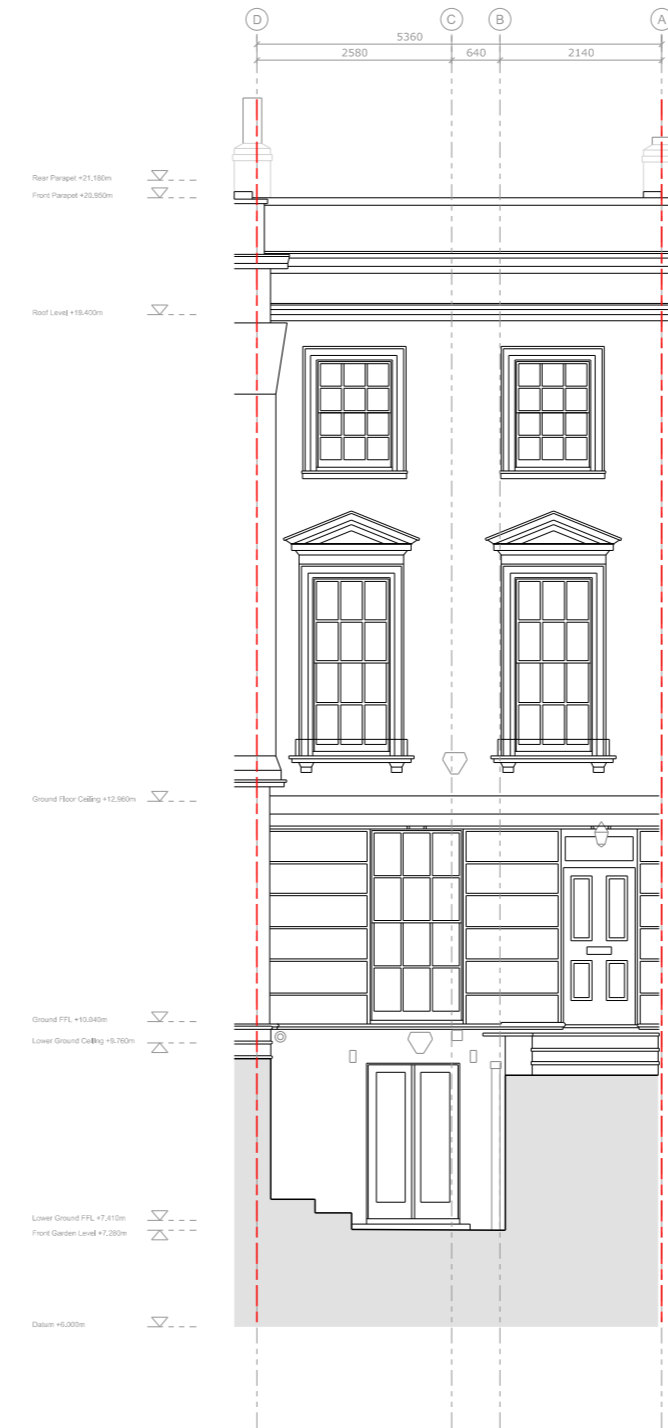 D
C
B
A
5360
2580
640
2140
Rear Parapet +21,180m
Front Parapet +20,950m
Roof Level +19,400m
Ground Floor Ceiling +12,960m
Ground FFL +10,040m
Lower Ground Ceiling +9,760m
Lower Ground FFL +7,410m
Front Garden Level +7,280m
Datum +6,000m